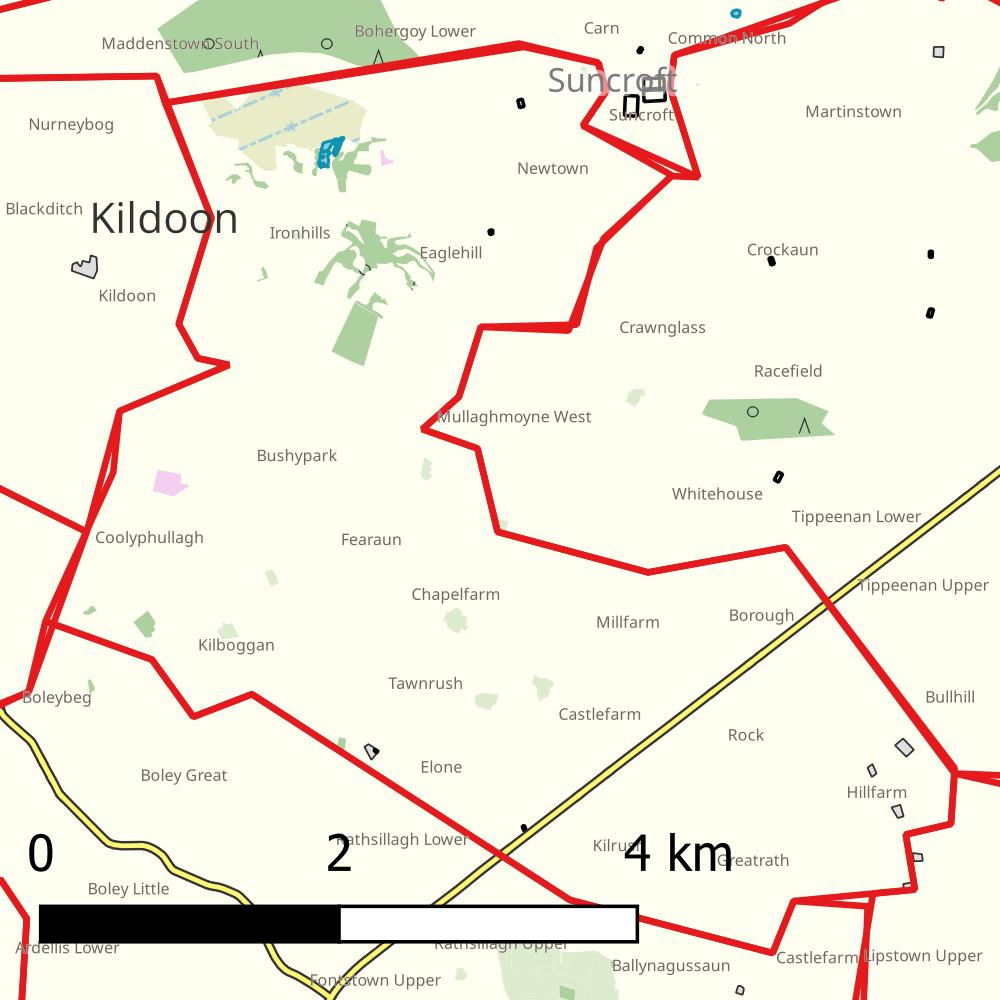 Carn
Bohergoy Lower
Common North
Maddenstown South
Suncroft
Suncroft
Martinstown
Nurneybog
Newtown
Blackditch
Kildoon
Ironhills
Eaglehill
Crockaun
Kildoon
Crawnglass
Racefield
Mullaghmoyne West
Bushypark
Whitehouse
Tippeenan Lower
Coolyphullagh
Fearaun
Tippeenan Upper
Chapelfarm
Millfarm
Borough
Kilboggan
Tawnrush
Boleybeg
Bullhill
Castlefarm
Rock
Elone
Boley Great
Hillfarm
Rathsillagh Lower
Kilrush
0 2 4 km
Greatrath
Boley Little
Rathsillagh Upper
Ardellis Lower
Castlefarm
Lipstown Upper
Ballynagussaun
Fontstown Upper